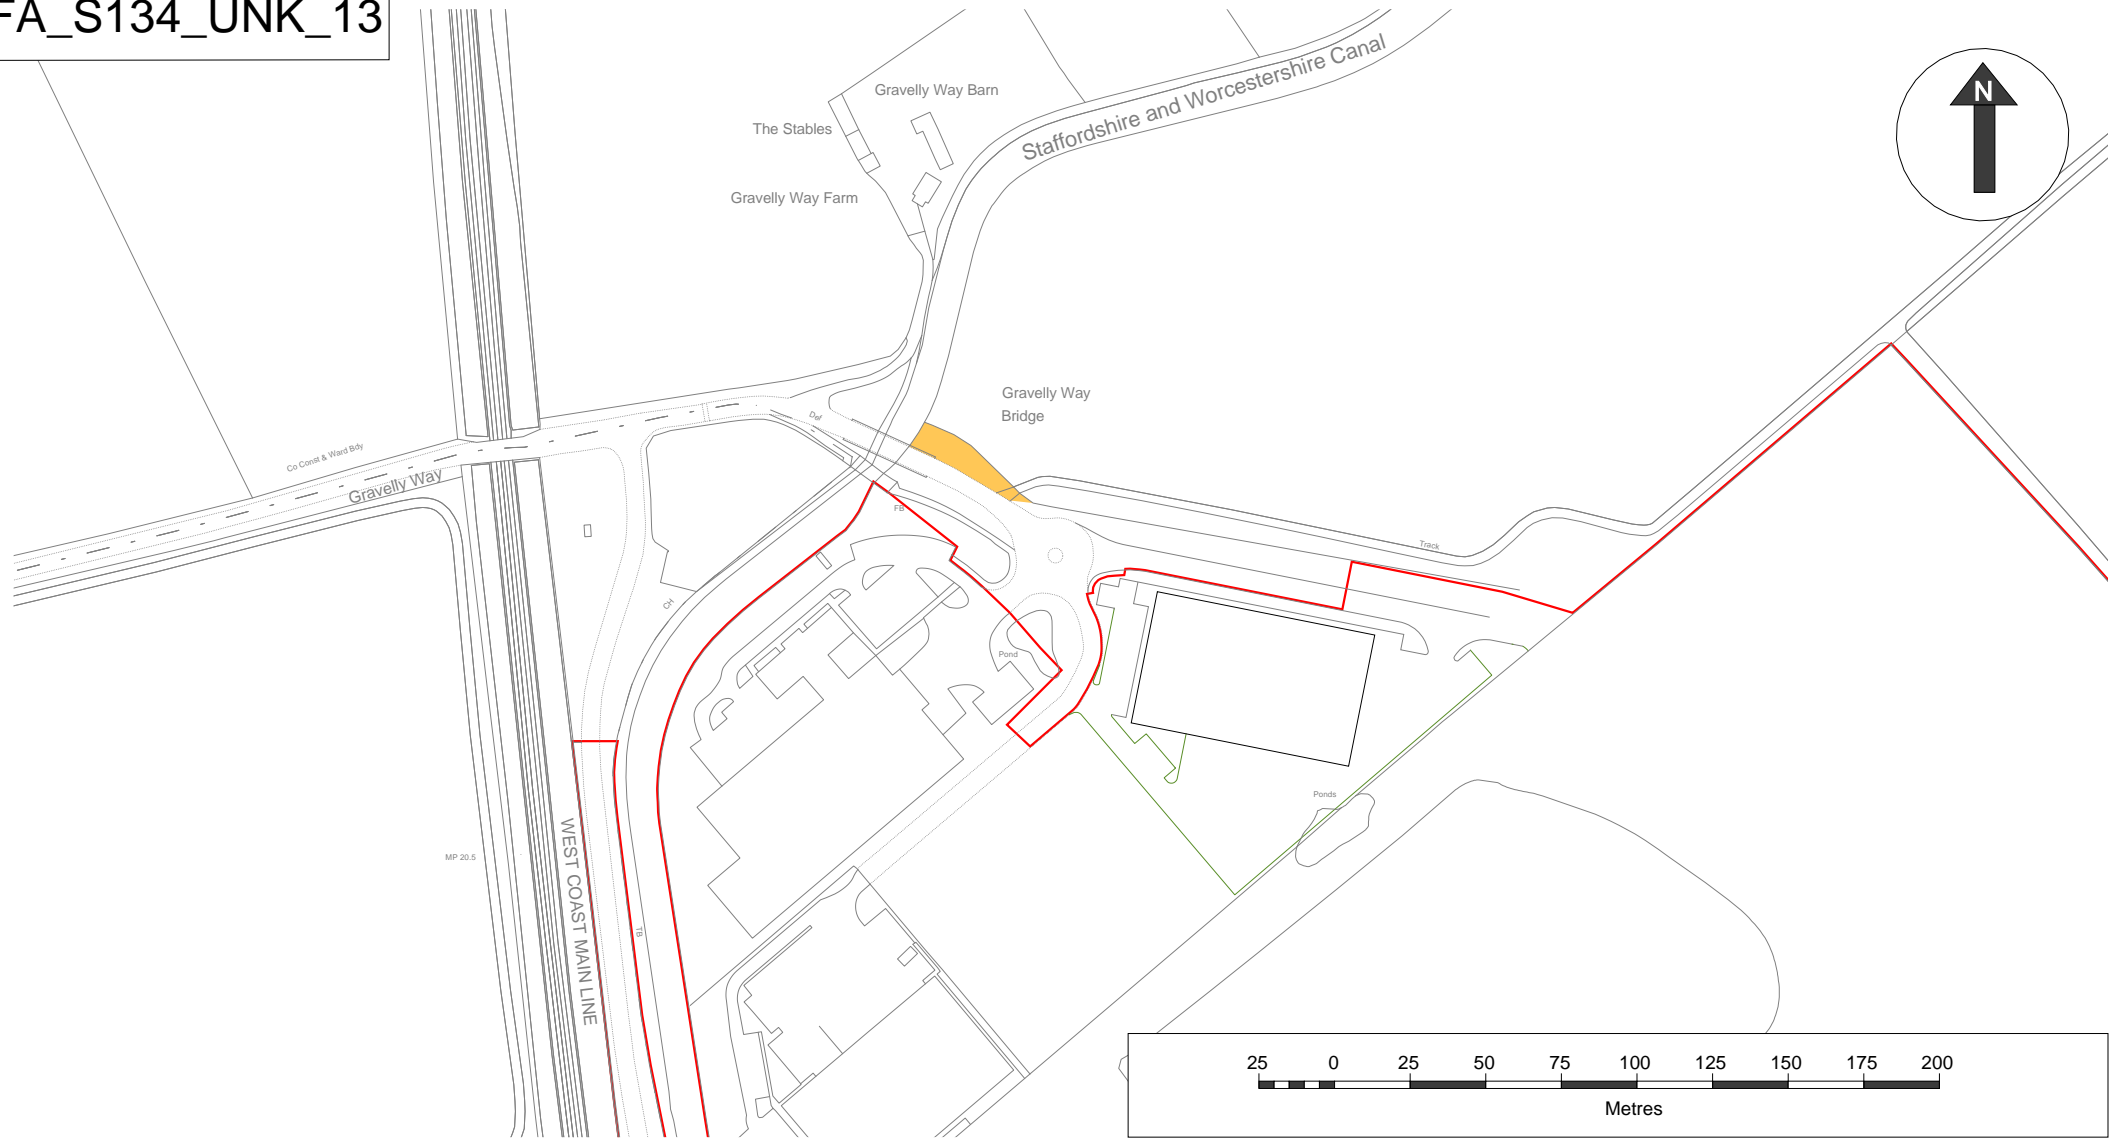 FA_S134_UNK_13
Staffordshire and Worcestershire Canal
Gravelly Way Barn
N
The Stables
Gravelly Way Farm
Gravelly Way
Bridge
Def
Co Const & Ward Bdy
Gravelly Way
FB
Track
CH
Pond
Ponds
MP 20.5
WEST COAST MAIN LINE
TB
25 0 25 50 75 100 125 150 175 200
Metres